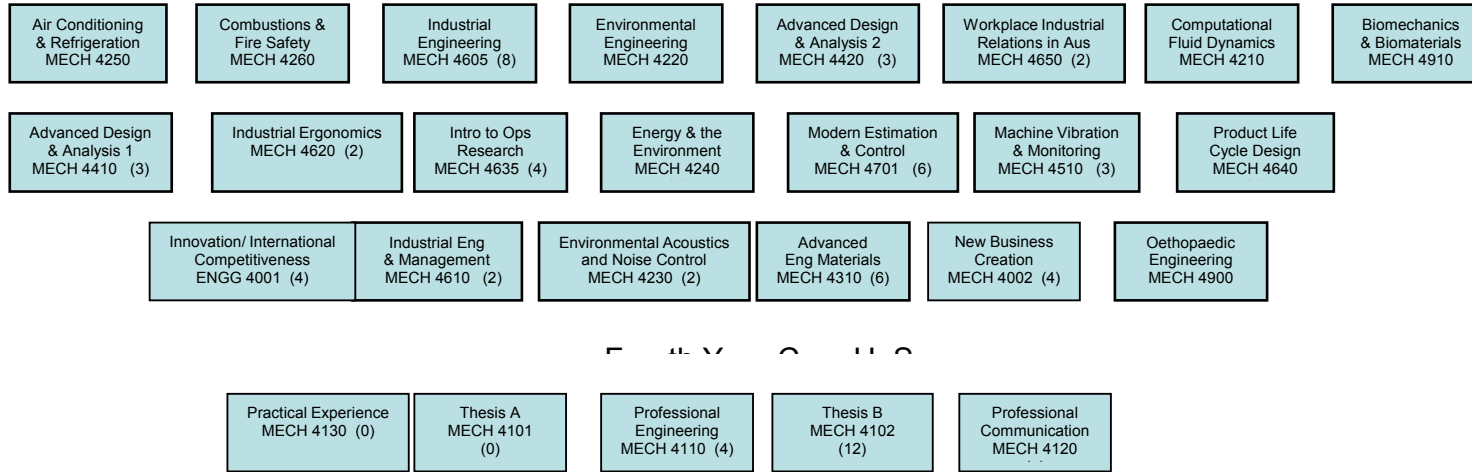 Air Conditioning
& Refrigeration
MECH 4250
Combustions &
Fire Safety
MECH 4260
Industrial
Engineering
MECH 4605 (8)
Environmental
Engineering
MECH 4220
Advanced Design
& Analysis 2
MECH 4420 (3)
Workplace Industrial
Relations in Aus
MECH 4650 (2)
Computational
Fluid Dynamics
MECH 4210
Biomechanics
& Biomaterials
MECH 4910
Advanced Design
& Analysis 1
MECH 4410 (3)
Industrial Ergonomics
MECH 4620 (2)
Intro to Ops
Research
MECH 4635 (4)
Energy & the
Environment
MECH 4240
Modern Estimation
& Control
MECH 4701 (6)
Machine Vibration
& Monitoring
MECH 4510 (3)
Product Life
Cycle Design
MECH 4640
Innovation/ International
Competitiveness
ENGG 4001 (4)
Industrial Eng
& Management
MECH 4610 (2)
Environmental Acoustics
and Noise Control
MECH 4230 (2)
Advanced
Eng Materials
MECH 4310 (6)
New Business
Creation
MECH 4002 (4)
Oethopaedic
Engineering
MECH 4900
Practical Experience
MECH 4130 (0)
Thesis A
MECH 4101
(0)
Professional
Engineering
MECH 4110 (4)
Thesis B
MECH 4102
(12)
Professional
Communication
MECH 4120